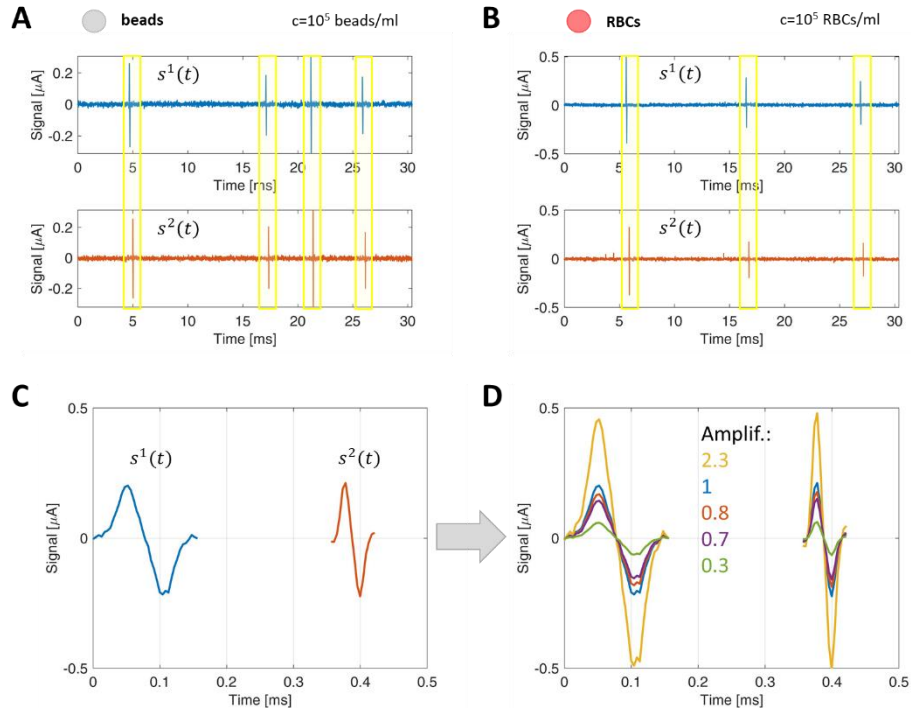 A
beads
c=10⁵ beads/ml
s¹(t)
Signal [μA]
0.2
0
-0.2
0 5 10 15 20 25 30
Time [ms]
s²(t)
Signal [μA]
0.2
0
-0.2
0 5 10 15 20 25 30
Time [ms]
B
RBCs
c=10⁵ RBCs/ml
s¹(t)
Signal [μA]
0.5
0
-0.5
0 5 10 15 20 25 30
Time [ms]
s²(t)
Signal [μA]
0.5
0
-0.5
0 5 10 15 20 25 30
Time [ms]
C
s¹(t)
s²(t)
Signal [μA]
0.5
0
-0.5
0 0.1 0.2 0.3 0.4 0.5
Time [ms]
D
Amplif.:
2.3
1
0.8
0.7
0.3
Signal [μA]
0.5
0
-0.5
0 0.1 0.2 0.3 0.4 0.5
Time [ms]